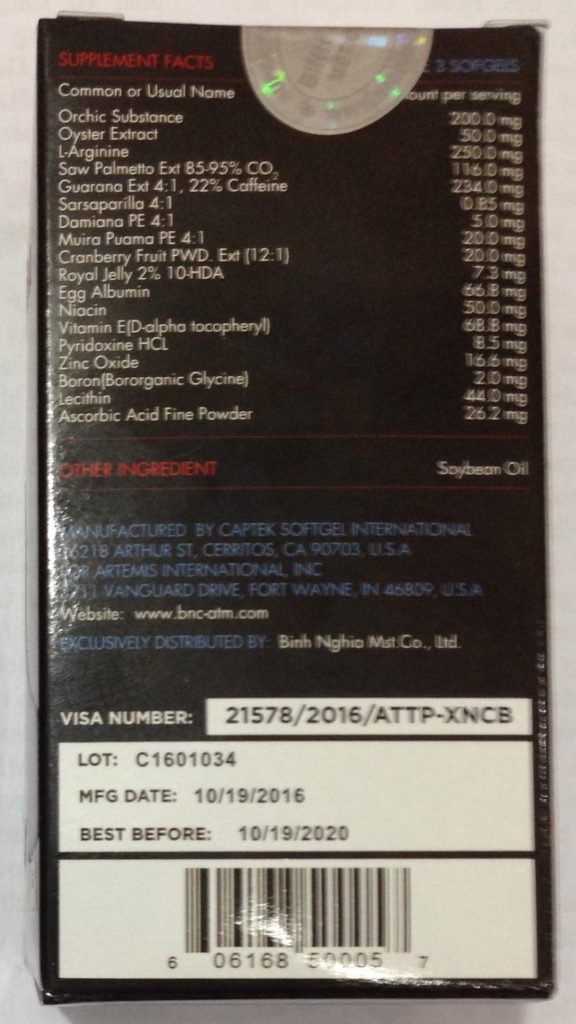 SUPPLEMENT FACTS 3 SOFGELS
Common or Usual Name per serving
Orchic Substance 200.0 mg
Oyster Extract 50.0 mg
L-Arginine 250.0 mg
Saw Palmetto Ext 85-95% CO2 116.0 mg
Guarana Ext 4:1, 22% Caffeine 234.0 mg
Sarsaparilla 4:1 0.85 mg
Damiana PE 4:1 5.0 mg
Muira Puama PE 4:1 20.0 mg
Cranberry Fruit PWD. Ext (12:1) 20.0 mg
Royal Jelly 2% 10-HDA 7.3 mg
Egg Albumin 66.8 mg
Niacin 50.0 mg
Vitamin E(D-alpha tocopheryl) 68.8 mg
Pyridoxine HCL 8.5 mg
Zinc Oxide 16.6 mg
Boron(Bororganic Glycine) 2.0 mg
Lecithin 44.0 mg
Ascorbic Acid Fine Powder 26.2 mg
OTHER INGREDIENT Soybean Oil
MANUFACTURED BY CAPTEK SOFTGEL INTERNATIONAL
16218 ARTHUR ST, CERRITOS, CA 90703, U.S.A
FOR ARTEMIS INTERNATIONAL, INC
VANGUARD DRIVE, FORT WAYNE, IN 46809, U.S.A
Website: www.bnc-atm.com
EXCLUSIVELY DISTRIBUTED BY: Binh Nghia Mst.Co., Ltd.
VISA NUMBER: 21578/2016/ATTP-XNCB
LOT: C1601034
MFG DATE: 10/19/2016
BEST BEFORE: 10/19/2020
6 06168 50005 7